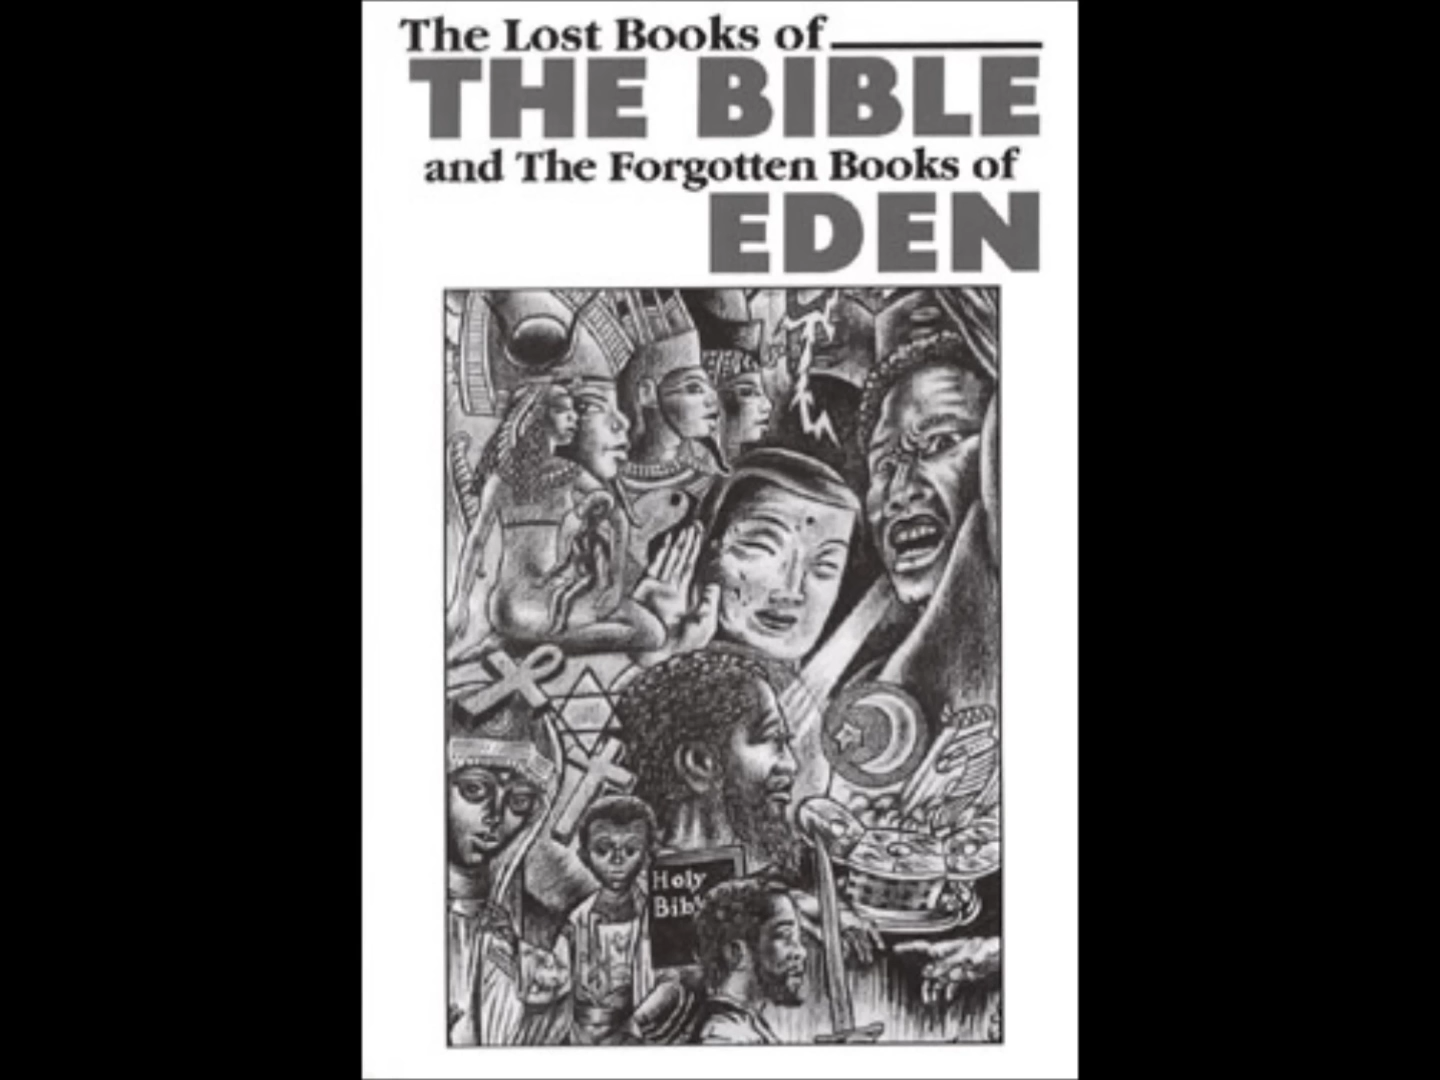 The Lost Books of
THE BIBLE
and The Forgotten Books of
EDEN
Holy
Bib